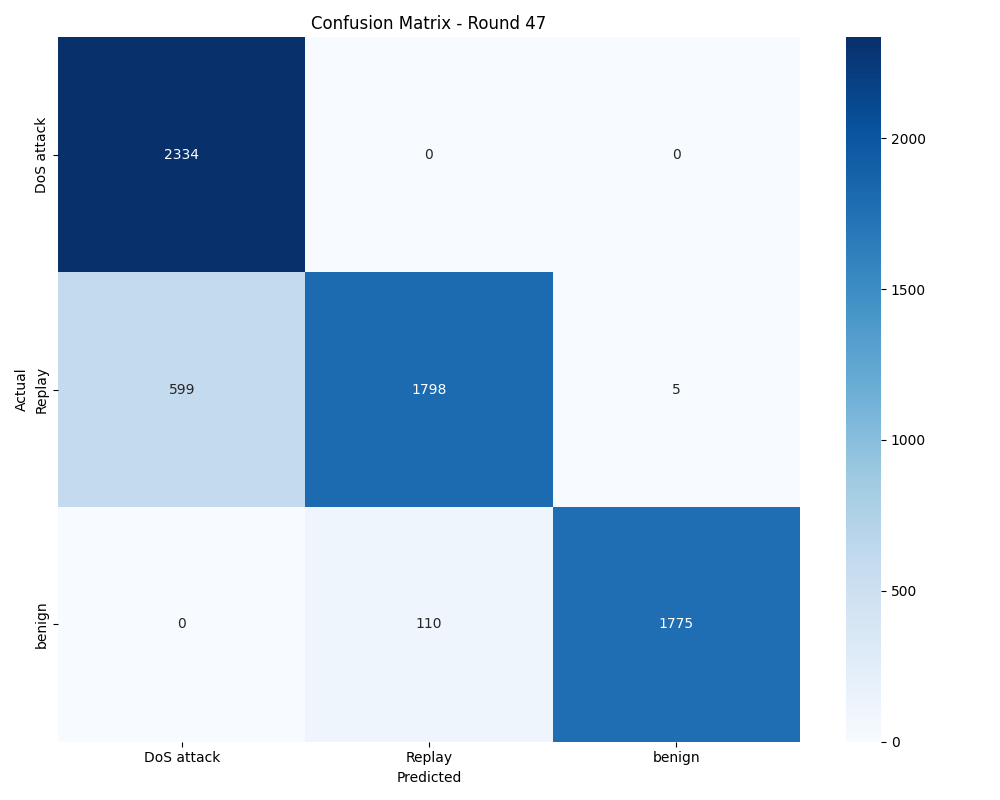 Confusion Matrix - Round 47
DoS attack
2334
0
0
Actual
Replay
599
1798
5
benign
0
110
1775
DoS attack
Replay
benign
Predicted
2000
1500
1000
500
0